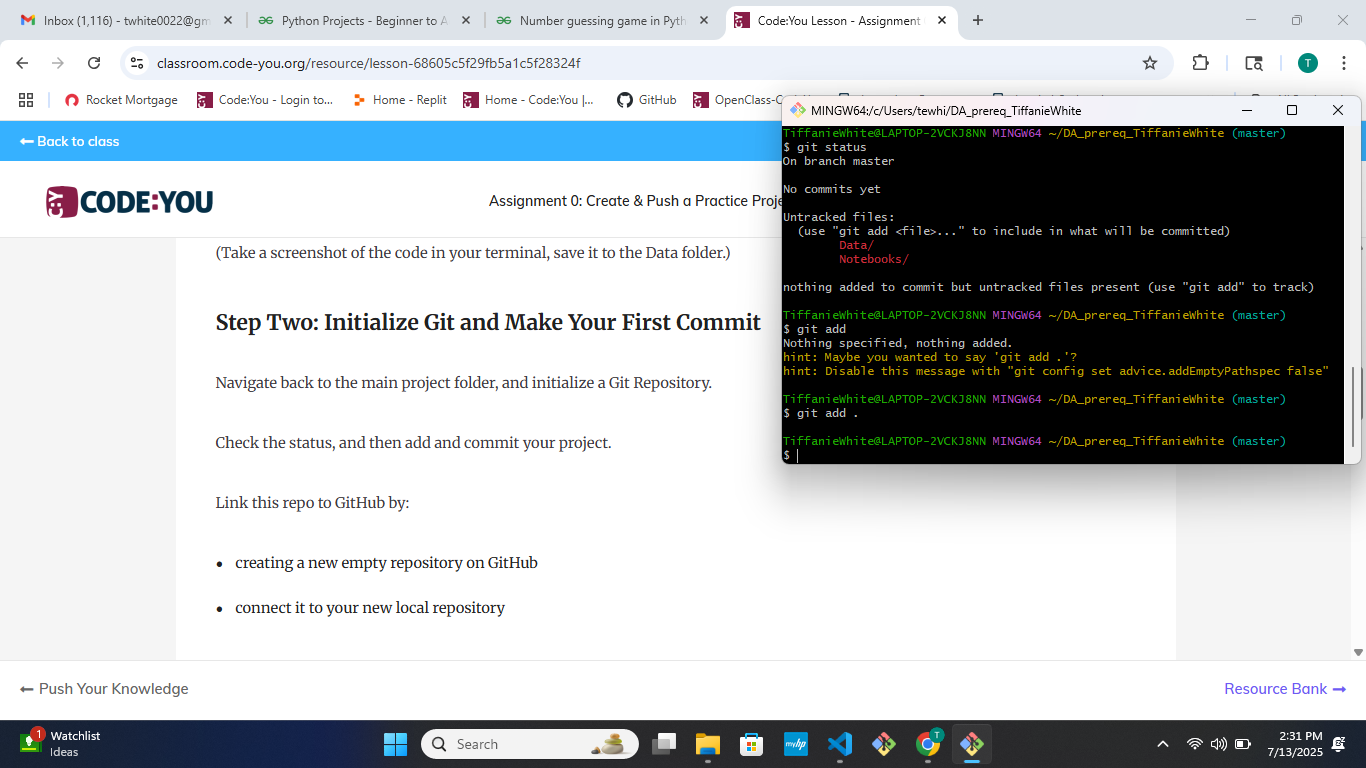 Inbox (1,116) - twhite0022@gm
Python Projects - Beginner to A
Number guessing game in Pyth
Code:You Lesson - Assignment
classroom.code-you.org/resource/lesson-68605c5f29fb5a1c5f28324f
T
Rocket Mortgage
Code:You - Login to...
Home - Replit
Home - Code:You |...
GitHub
OpenClass-C
Back to class
C:Y CODE:YOU
Assignment 0: Create & Push a Practice Proje
(Take a screenshot of the code in your terminal, save it to the Data folder.)
Step Two: Initialize Git and Make Your First Commit
Navigate back to the main project folder, and initialize a Git Repository.
Check the status, and then add and commit your project.
Link this repo to GitHub by:
• creating a new empty repository on GitHub
• connect it to your new local repository
MINGW64:/c/Users/tewhi/DA_prereq_TiffanieWhite
TiffanieWhite@LAPTOP-2VCKJ8NN MINGW64 ~/DA_prereq_TiffanieWhite (master)
$ git status
On branch master
No commits yet
Untracked files:
(use "git add <file>..." to include in what will be committed)
Data/
Notebooks/
nothing added to commit but untracked files present (use "git add" to track)
TiffanieWhite@LAPTOP-2VCKJ8NN MINGW64 ~/DA_prereq_TiffanieWhite (master)
$ git add
Nothing specified, nothing added.
hint: Maybe you wanted to say 'git add .'?
hint: Disable this message with "git config set advice.addEmptyPathspec false"
TiffanieWhite@LAPTOP-2VCKJ8NN MINGW64 ~/DA_prereq_TiffanieWhite (master)
$ git add .
TiffanieWhite@LAPTOP-2VCKJ8NN MINGW64 ~/DA_prereq_TiffanieWhite (master)
$
Push Your Knowledge
Resource Bank
1
Watchlist
Ideas
Search
myhp
T
2:31 PM
7/13/2025